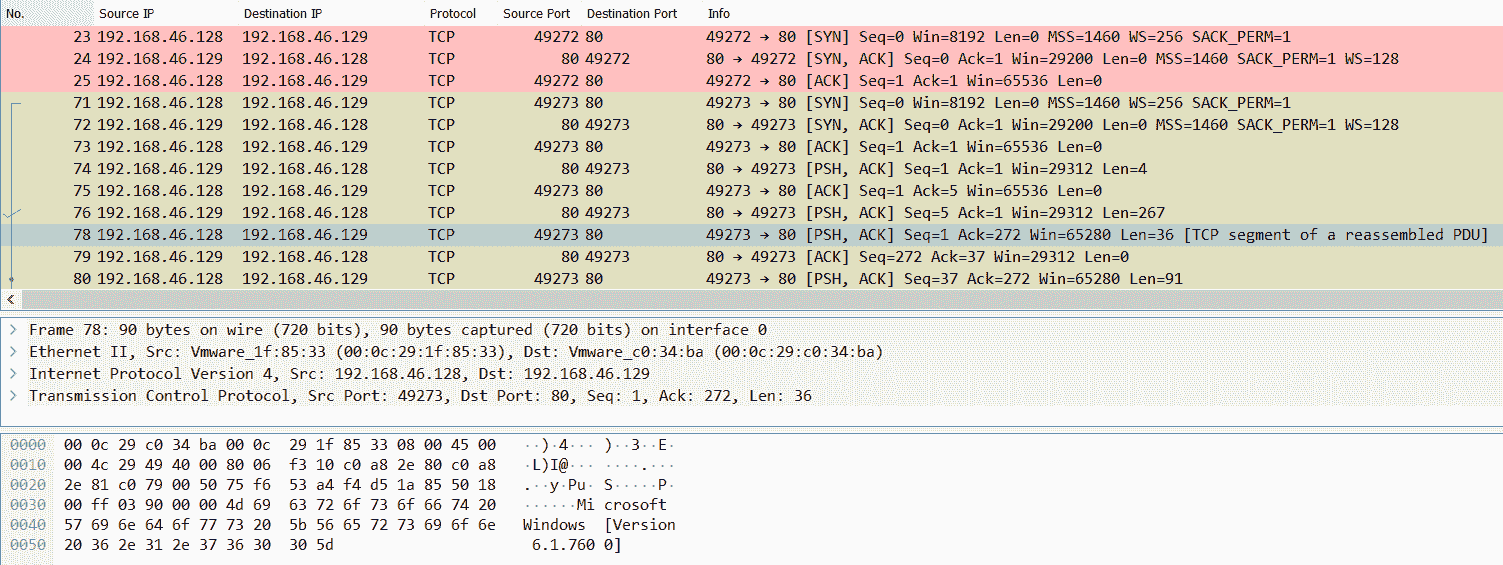 No. Source IP Destination IP Protocol Source Port Destination Port Info
23 192.168.46.128 192.168.46.129 TCP 49272 80 49272 → 80 [SYN] Seq=0 Win=8192 Len=0 MSS=1460 WS=256 SACK_PERM=1
24 192.168.46.129 192.168.46.128 TCP 80 49272 80 → 49272 [SYN, ACK] Seq=0 Ack=1 Win=29200 Len=0 MSS=1460 SACK_PERM=1 WS=128
25 192.168.46.128 192.168.46.129 TCP 49272 80 49272 → 80 [ACK] Seq=1 Ack=1 Win=65536 Len=0
71 192.168.46.128 192.168.46.129 TCP 49273 80 49273 → 80 [SYN] Seq=0 Win=8192 Len=0 MSS=1460 WS=256 SACK_PERM=1
72 192.168.46.129 192.168.46.128 TCP 80 49273 80 → 49273 [SYN, ACK] Seq=0 Ack=1 Win=29200 Len=0 MSS=1460 SACK_PERM=1 WS=128
73 192.168.46.128 192.168.46.129 TCP 49273 80 49273 → 80 [ACK] Seq=1 Ack=1 Win=65536 Len=0
74 192.168.46.129 192.168.46.128 TCP 80 49273 80 → 49273 [PSH, ACK] Seq=1 Ack=1 Win=29312 Len=4
75 192.168.46.128 192.168.46.129 TCP 49273 80 49273 → 80 [ACK] Seq=1 Ack=5 Win=65536 Len=0
76 192.168.46.129 192.168.46.128 TCP 80 49273 80 → 49273 [PSH, ACK] Seq=5 Ack=1 Win=29312 Len=267
78 192.168.46.128 192.168.46.129 TCP 49273 80 49273 → 80 [PSH, ACK] Seq=1 Ack=272 Win=65280 Len=36 [TCP segment of a reassembled PDU]
79 192.168.46.129 192.168.46.128 TCP 80 49273 80 → 49273 [ACK] Seq=272 Ack=37 Win=29312 Len=0
80 192.168.46.128 192.168.46.129 TCP 49273 80 49273 → 80 [PSH, ACK] Seq=37 Ack=272 Win=65280 Len=91
Frame 78: 90 bytes on wire (720 bits), 90 bytes captured (720 bits) on interface 0
Ethernet II, Src: Vmware_1f:85:33 (00:0c:29:1f:85:33), Dst: Vmware_c0:34:ba (00:0c:29:c0:34:ba)
Internet Protocol Version 4, Src: 192.168.46.128, Dst: 192.168.46.129
Transmission Control Protocol, Src Port: 49273, Dst Port: 80, Seq: 1, Ack: 272, Len: 36
0000 00 0c 29 c0 34 ba 00 0c 29 1f 85 33 08 00 45 00 ··)·4··· )··3··E·
0010 00 4c 29 49 40 00 80 06 f3 10 c0 a8 2e 80 c0 a8 ·L)I@··· ····.···
0020 2e 81 c0 79 00 50 75 f6 53 a4 f4 d5 1a 85 50 18 .··y·Pu· S·····P·
0030 00 ff 03 90 00 00 4d 69 63 72 6f 73 6f 66 74 20 ······Mi crosoft
0040 57 69 6e 64 6f 77 73 20 5b 56 65 72 73 69 6f 6e Windows [Version
0050 20 36 2e 31 2e 37 36 30 30 5d 6.1.760 0]